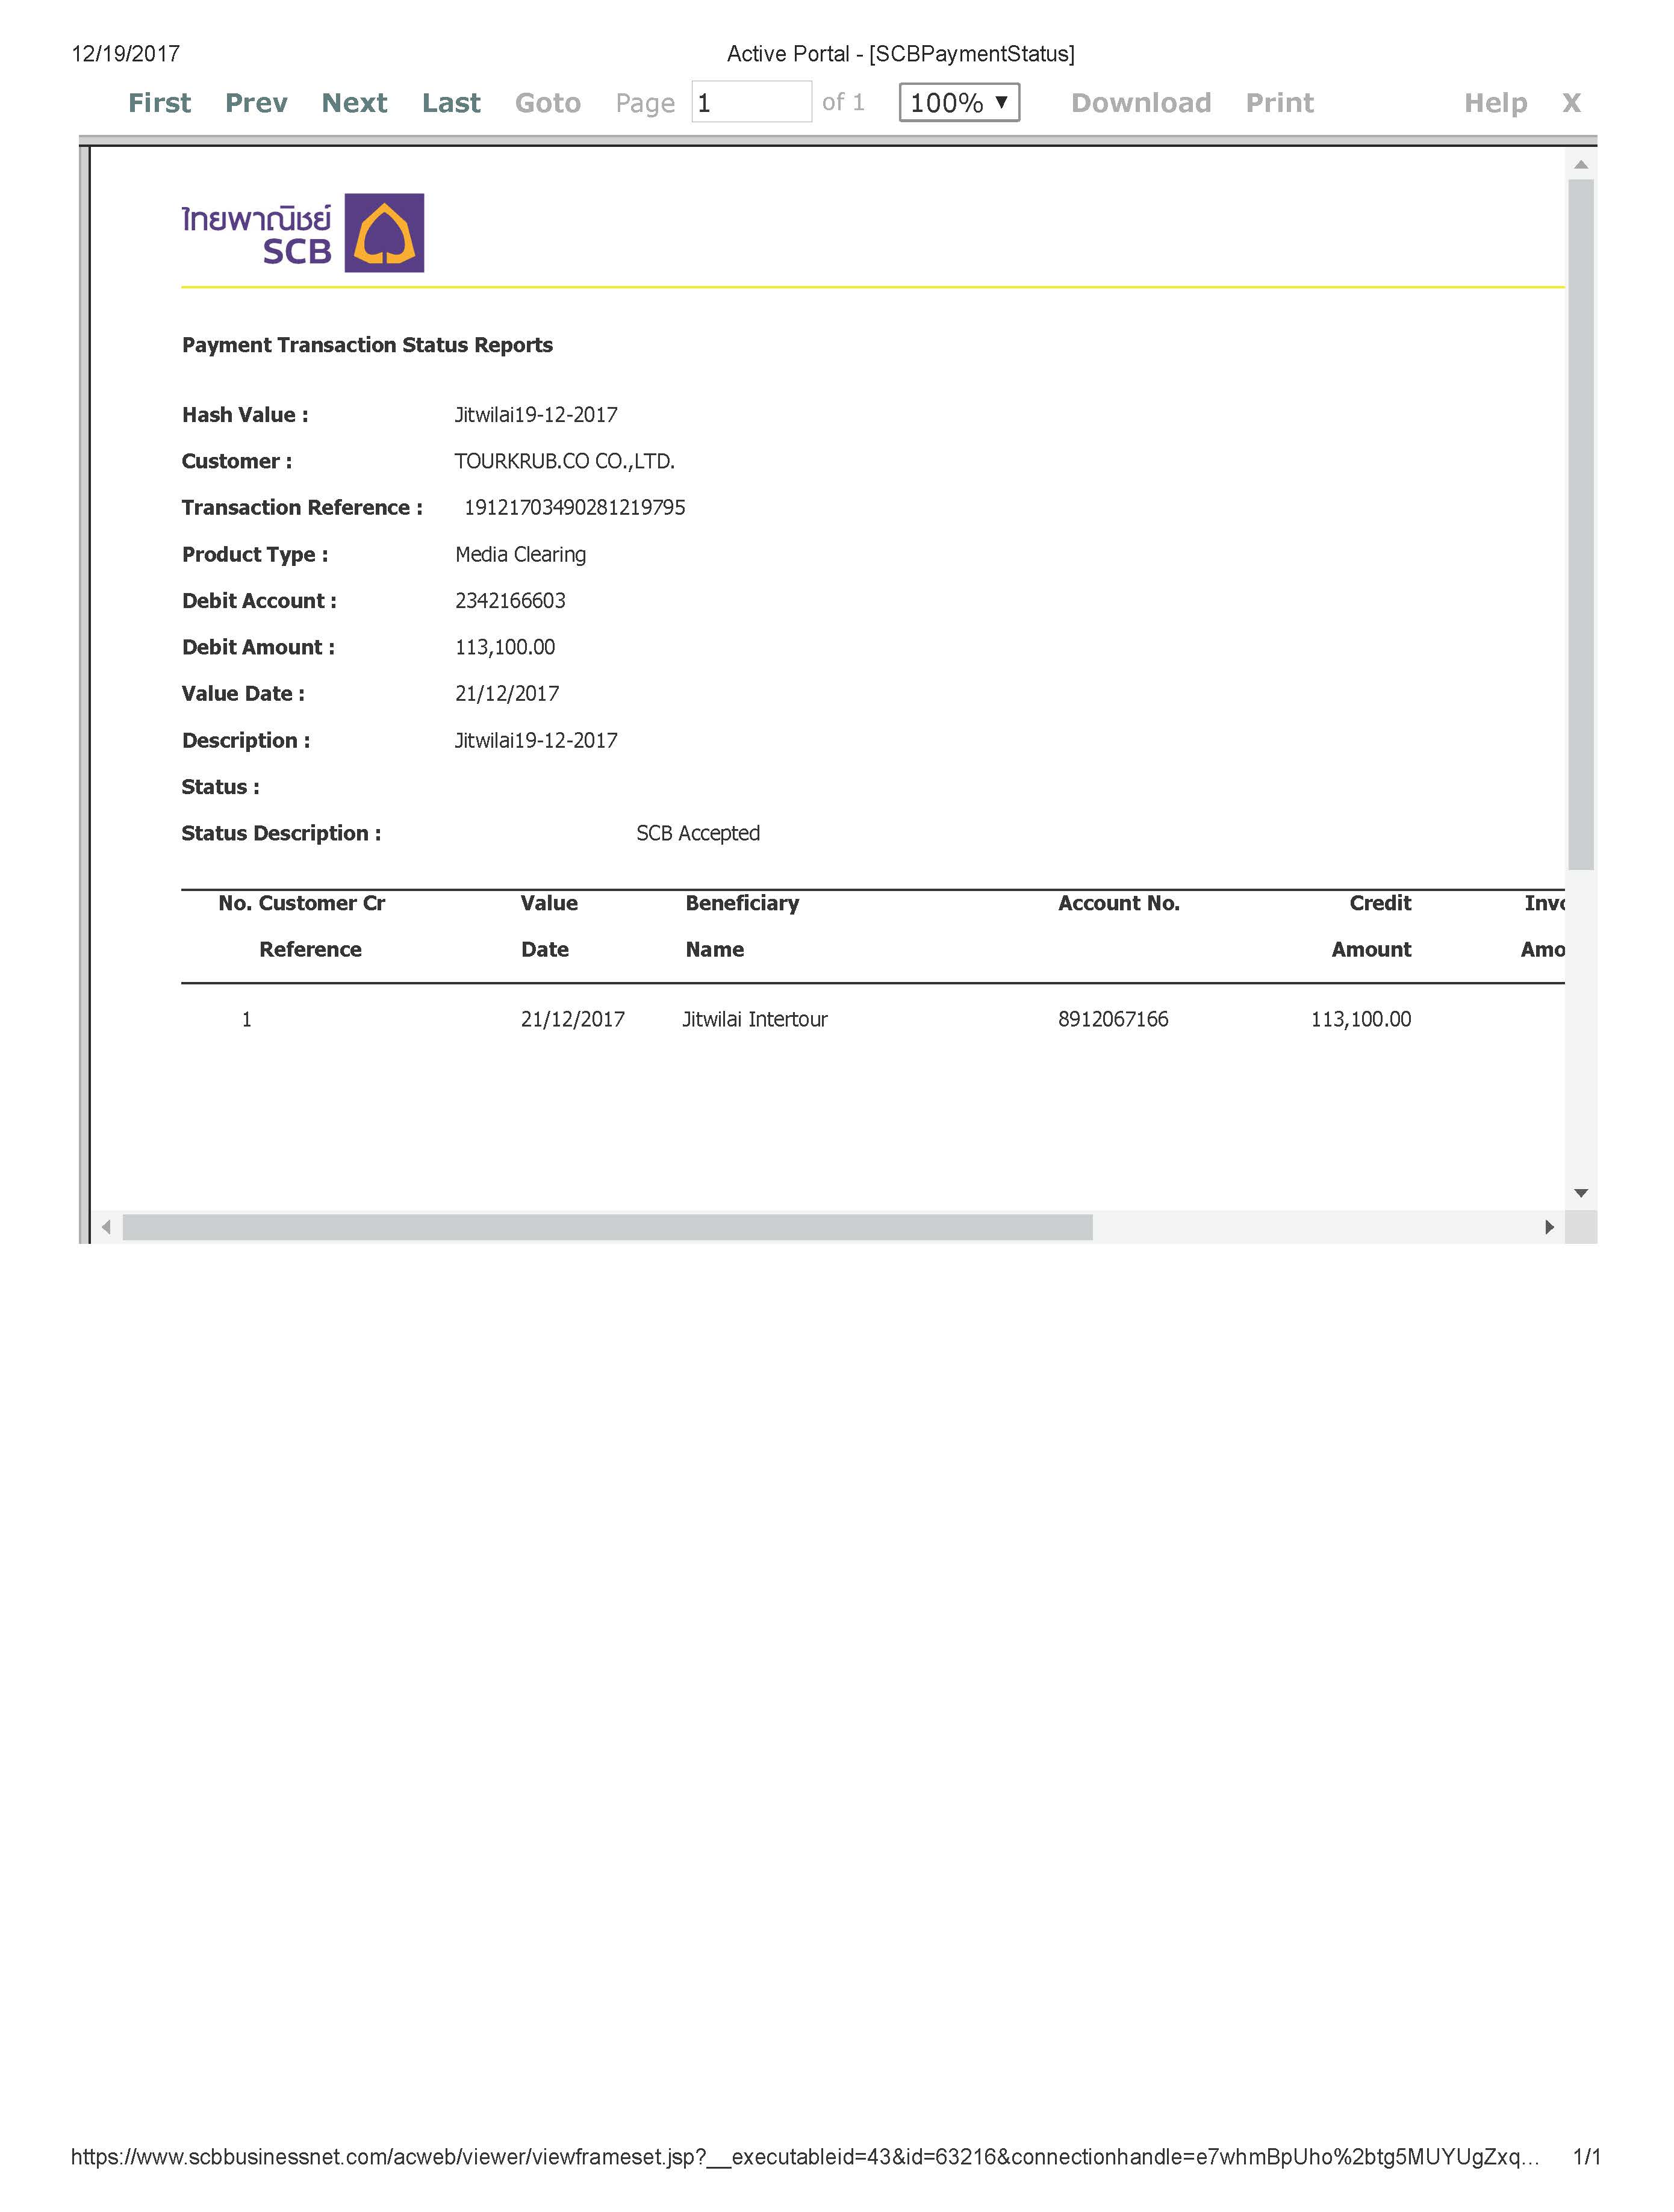 12/19/2017 Active Portal - [SCBPaymentStatus]
First Prev Next Last Goto Page 1 of 1 100% ▼ Download Print Help X
ไทยพาณิชย์
SCB
Payment Transaction Status Reports
Hash Value : Jitwilai19-12-2017
Customer : TOURKRUB.CO CO.,LTD.
Transaction Reference : 19121703490281219795
Product Type : Media Clearing
Debit Account : 2342166603
Debit Amount : 113,100.00
Value Date : 21/12/2017
Description : Jitwilai19-12-2017
Status :
Status Description : SCB Accepted
No. Customer Cr Value Beneficiary Account No. Credit Invo
Reference Date Name Amount Amo
1 21/12/2017 Jitwilai Intertour 8912067166 113,100.00
https://www.scbbusinessnet.com/acweb/viewer/viewframeset.jsp?__executableid=43&id=63216&connectionhandle=e7whmBpUho%2btg5MUYUgZxq... 1/1